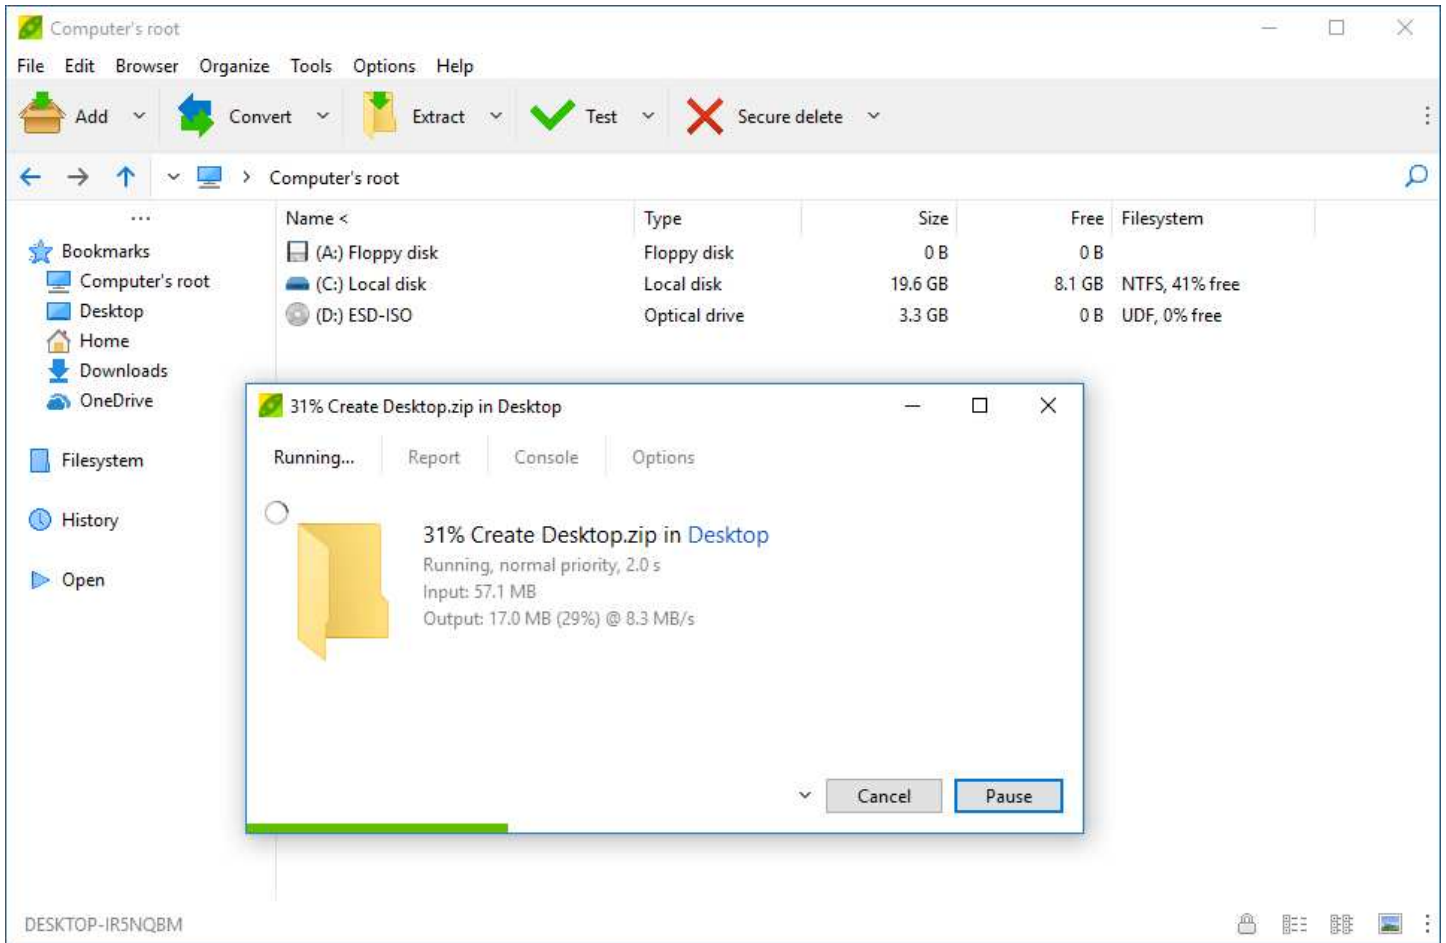 Computer's root
File Edit Browser Organize Tools Options Help
Add Convert Extract Test Secure delete
Computer's root
Name < Type Size Free Filesystem
Bookmarks
Computer's root
Desktop
Home
Downloads
OneDrive
Filesystem
History
Open
(A:) Floppy disk Floppy disk 0 B 0 B
(C:) Local disk Local disk 19.6 GB 8.1 GB NTFS, 41% free
(D:) ESD-ISO Optical drive 3.3 GB 0 B UDF, 0% free
31% Create Desktop.zip in Desktop
Running... Report Console Options
31% Create Desktop.zip in Desktop
Running, normal priority, 2.0 s
Input: 57.1 MB
Output: 17.0 MB (29%) @ 8.3 MB/s
Cancel Pause
DESKTOP-IR5NQBM